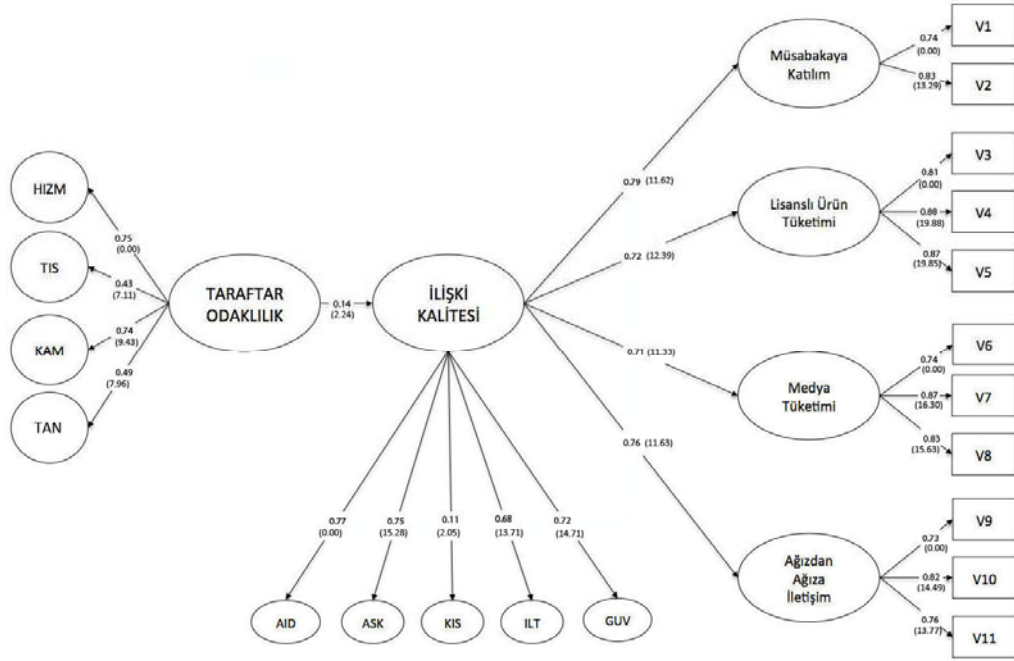 HIZM
TIS
KAM
TAN
0.75
(0.00)
0.43
(7.11)
0.74
(9.43)
0.49
(7.96)
TARAFTAR
ODAKLILIK
0.14
(2.24)
İLİŞKİ
KALİTESİ
0.77
(0.00)
0.75
(15.28)
0.11
(2.05)
0.68
(13.71)
0.72
(14.71)
AID
ASK
KIS
ILT
GUV
0.79 (11.62)
0.72 (12.39)
0.71 (11.33)
0.76 (11.63)
Müsabakaya
Katılım
0.74
(0.00)
0.83
(13.29)
V1
V2
Lisanslı Ürün
Tüketimi
0.81
(0.00)
0.88
(19.88)
0.87
(19.85)
V3
V4
V5
Medya
Tüketimi
0.74
(0.00)
0.87
(16.30)
0.83
(15.63)
V6
V7
V8
Ağızdan
Ağıza
İletişim
0.73
(0.00)
0.82
(14.49)
0.76
(13.77)
V9
V10
V11